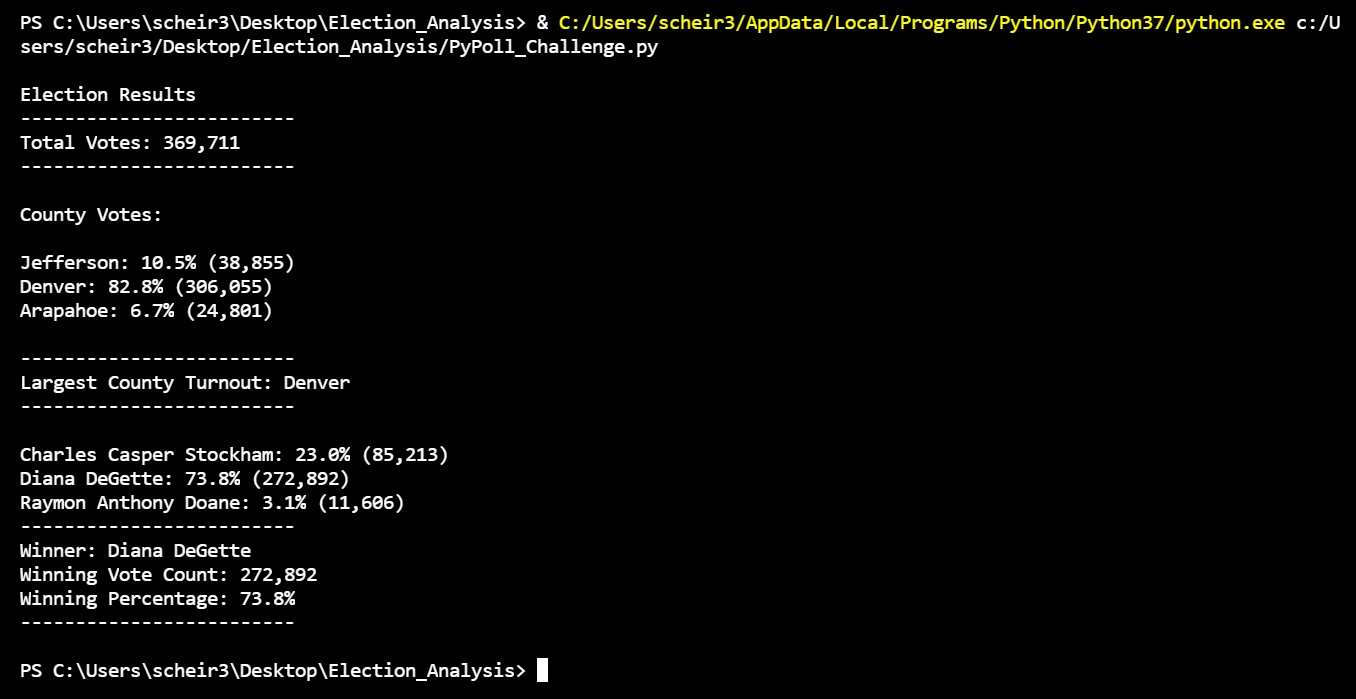 PS C:\Users\scheir3\Desktop\Election_Analysis> & C:/Users/scheir3/AppData/Local/Programs/Python/Python37/python.exe c:/U
sers/scheir3/Desktop/Election_Analysis/PyPoll_Challenge.py
Election Results
-------------------------
Total Votes: 369,711
-------------------------
County Votes:
Jefferson: 10.5% (38,855)
Denver: 82.8% (306,055)
Arapahoe: 6.7% (24,801)
-------------------------
Largest County Turnout: Denver
-------------------------
Charles Casper Stockham: 23.0% (85,213)
Diana DeGette: 73.8% (272,892)
Raymon Anthony Doane: 3.1% (11,606)
-------------------------
Winner: Diana DeGette
Winning Vote Count: 272,892
Winning Percentage: 73.8%
-------------------------
PS C:\Users\scheir3\Desktop\Election_Analysis>